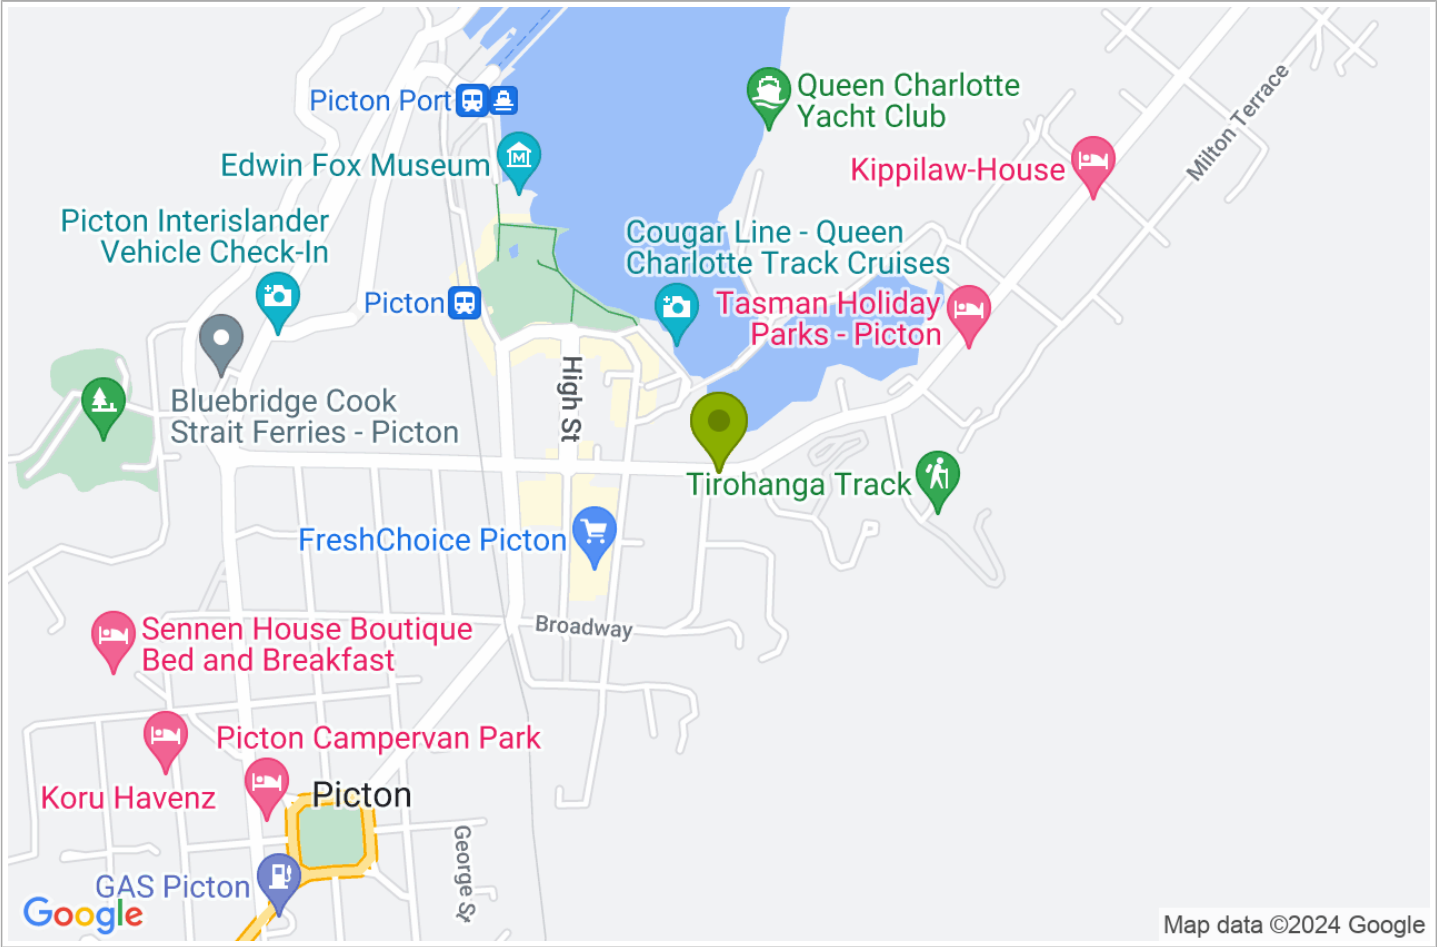 Picton Port
Queen Charlotte
Yacht Club
Edwin Fox Museum
Kippilaw-House
Milton Terrace
Picton Interislander
Vehicle Check-In
Cougar Line - Queen
Charlotte Track Cruises
Picton
Tasman Holiday
Parks - Picton
High St
Bluebridge Cook
Strait Ferries - Picton
Tirohanga Track
FreshChoice Picton
Broadway
Sennen House Boutique
Bed and Breakfast
Picton Campervan Park
Koru Havenz
Picton
George St
GAS Picton
Google
Map data ©2024 Google
M